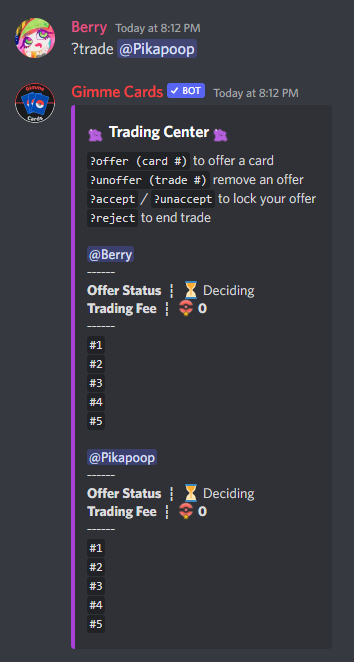 Berry Today at 8:12 PM
?trade @Pikapoop
Gimme Cards ✓ BOT Today at 8:12 PM
Gimme
Cards
Trading Center
?offer (card #) to offer a card
?unoffer (trade #) remove an offer
?accept / ?unaccept to lock your offer
?reject to end trade
@Berry
------
Offer Status ┆ ⏳ Deciding
Trading Fee ┆ 0
------
#1
#2
#3
#4
#5
@Pikapoop
------
Offer Status ┆ ⏳ Deciding
Trading Fee ┆ 0
------
#1
#2
#3
#4
#5